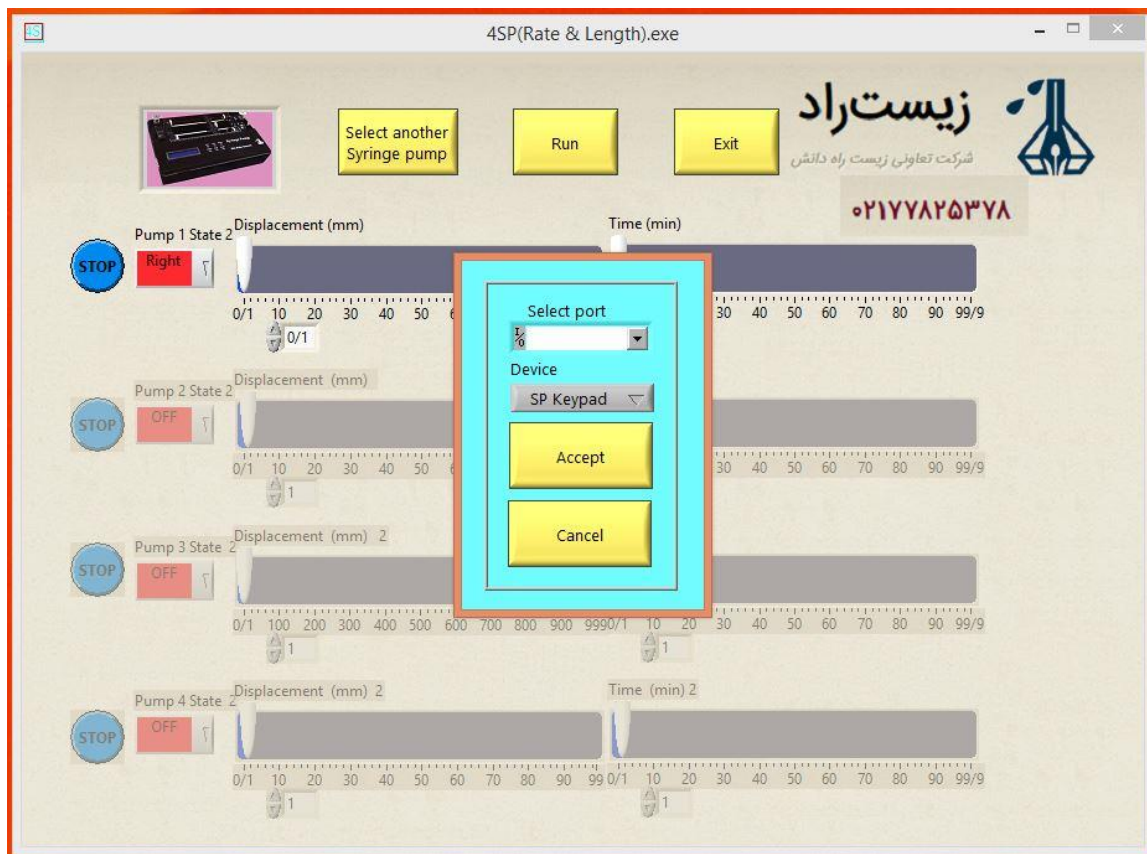 4S
4SP(Rate & Length).exe
Select another
Syringe pump
Run
Exit
زیست‌راد
شرکت تعاونی زیست راه دانش
۰۲۱۷۷۸۲۵۳۷۸
Pump 1 State 2
Displacement (mm)
Time (min)
STOP
Right
0/1 10 20 30 40 50 6
30 40 50 60 70 80 90 99/9
0/1
Select port
I/O
Device
SP Keypad
Accept
Cancel
Pump 2 State 2
Displacement (mm)
STOP
OFF
0/1 10 20 30 40 50 6
30 40 50 60 70 80 90 99/9
1
Pump 3 State 2
Displacement (mm) 2
STOP
OFF
0/1 100 200 300 400 500 600 700 800 900 9990/1 10 20 30 40 50 60 70 80 90 99/9
1
1
Pump 4 State 2
Displacement (mm) 2
Time (min) 2
STOP
OFF
0/1 10 20 30 40 50 60 70 80 90 99 0/1 10 20 30 40 50 60 70 80 90 99/9
1
1